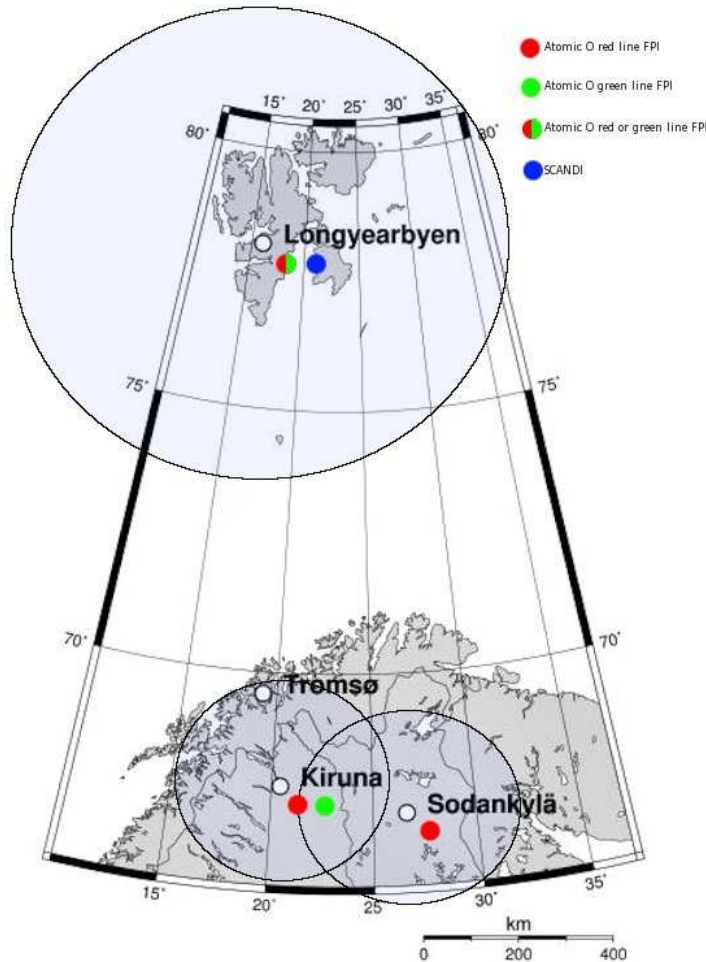 Atomic O red line FPI
Atomic O green line FPI
Atomic O red or green line FPI
SCANDI
15° 20° 25° 30° 35°
80° 80°
Longyearbyen
75° 75°
70° 70°
Tromsø
Kiruna
Sodankylä
15° 20° 25° 30° 35°
km
0 200 400